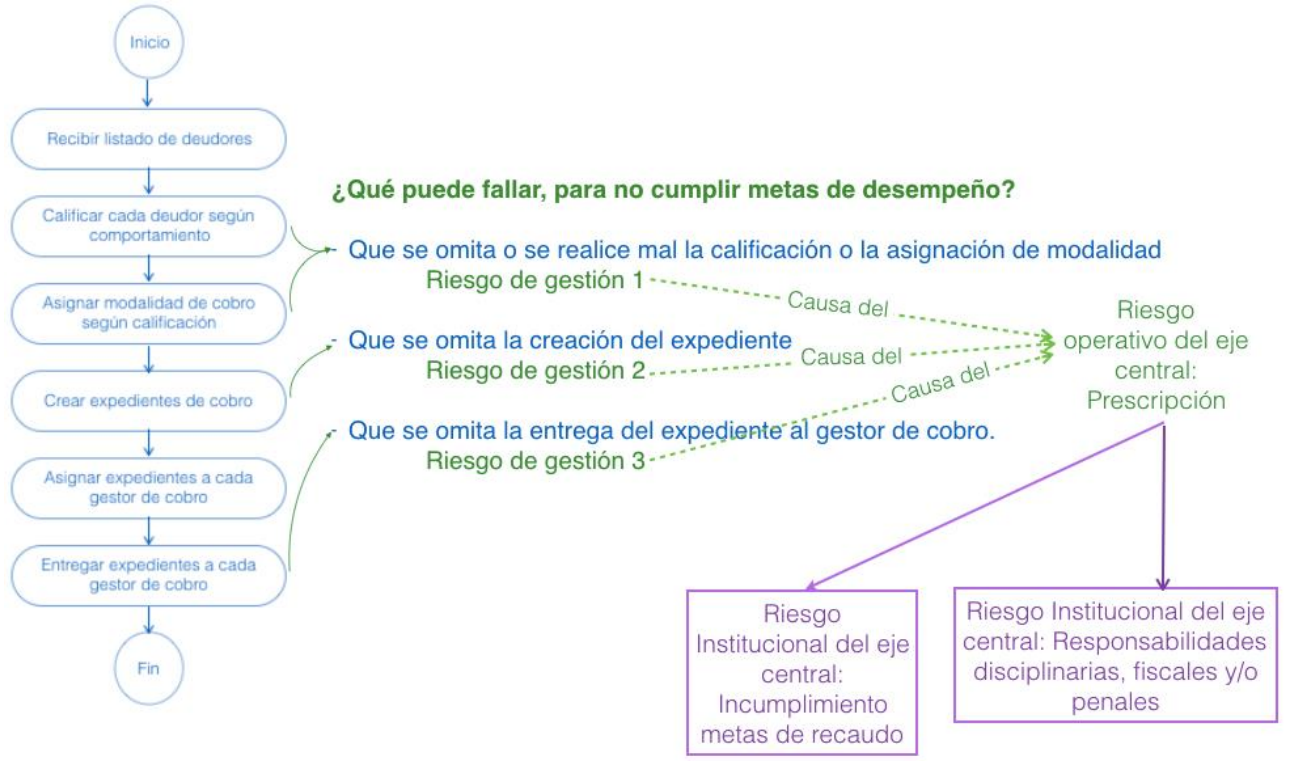 Inicio
Recibir listado de deudores
Calificar cada deudor según
comportamiento
Asignar modalidad de cobro
según calificación
Crear expedientes de cobro
Asignar expedientes a cada
gestor de cobro
Entregar expedientes a cada
gestor de cobro
Fin
¿Qué puede fallar, para no cumplir metas de desempeño?
- Que se omita o se realice mal la calificación o la asignación de modalidad
Riesgo de gestión 1
Causa del
- Que se omita la creación del expediente
Riesgo de gestión 2
Causa del
- Que se omita la entrega del expediente al gestor de cobro.
Riesgo de gestión 3
Causa del
Riesgo
operativo del eje
central:
Prescripción
Riesgo
Institucional del eje
central:
Incumplimiento
metas de recaudo
Riesgo Institucional del eje
central: Responsabilidades
disciplinarias, fiscales y/o
penales